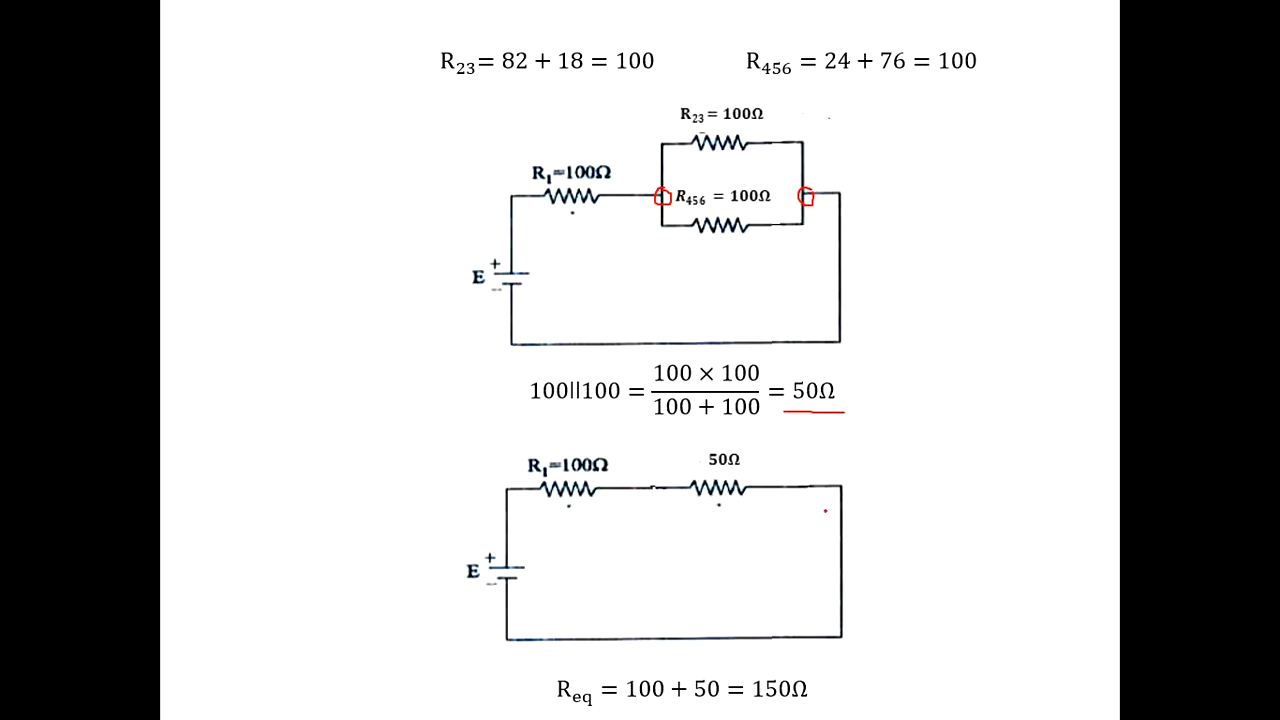 R₂₃= 82 + 18 = 100
R₄₅₆ = 24 + 76 = 100
R₂₃ = 100Ω
R₁=100Ω
R₄₅₆ = 100Ω
+
E
−
100||100 = (100 × 100)/(100 + 100) = 50Ω
R₁=100Ω
50Ω
+
E
−
Rₑq = 100 + 50 = 150Ω